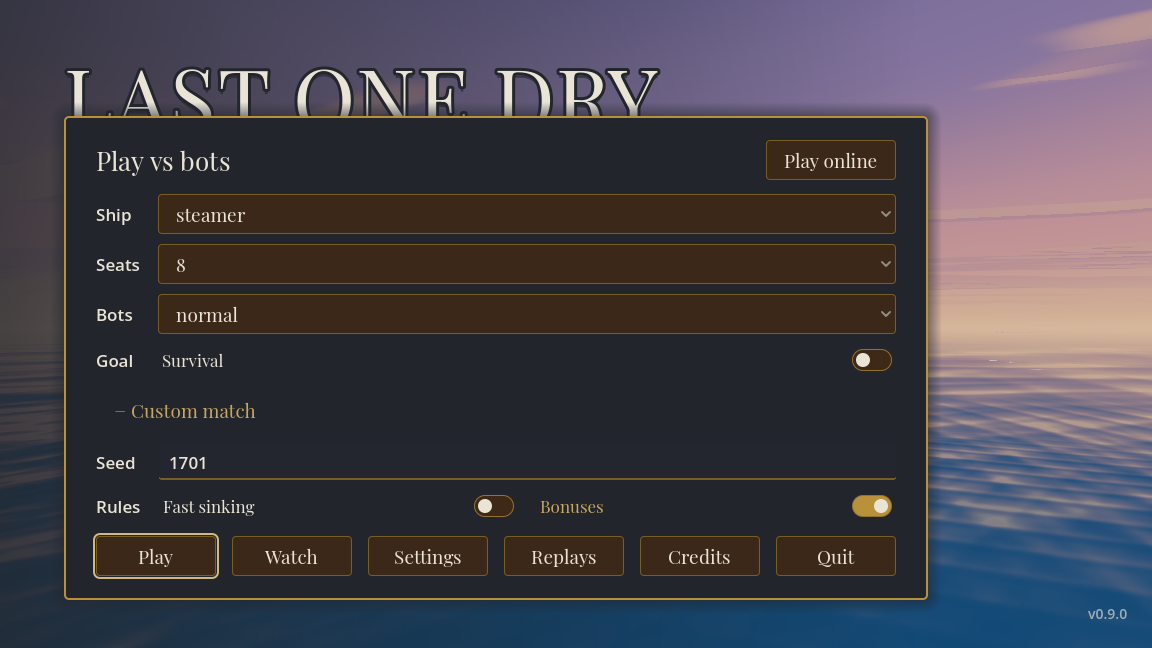 LAST ONE DRY
Play vs bots
Play online
Ship steamer
Seats 8
Bots normal
Goal Survival
– Custom match
Seed 1701
Rules Fast sinking Bonuses
Play Watch Settings Replays Credits Quit
v0.9.0